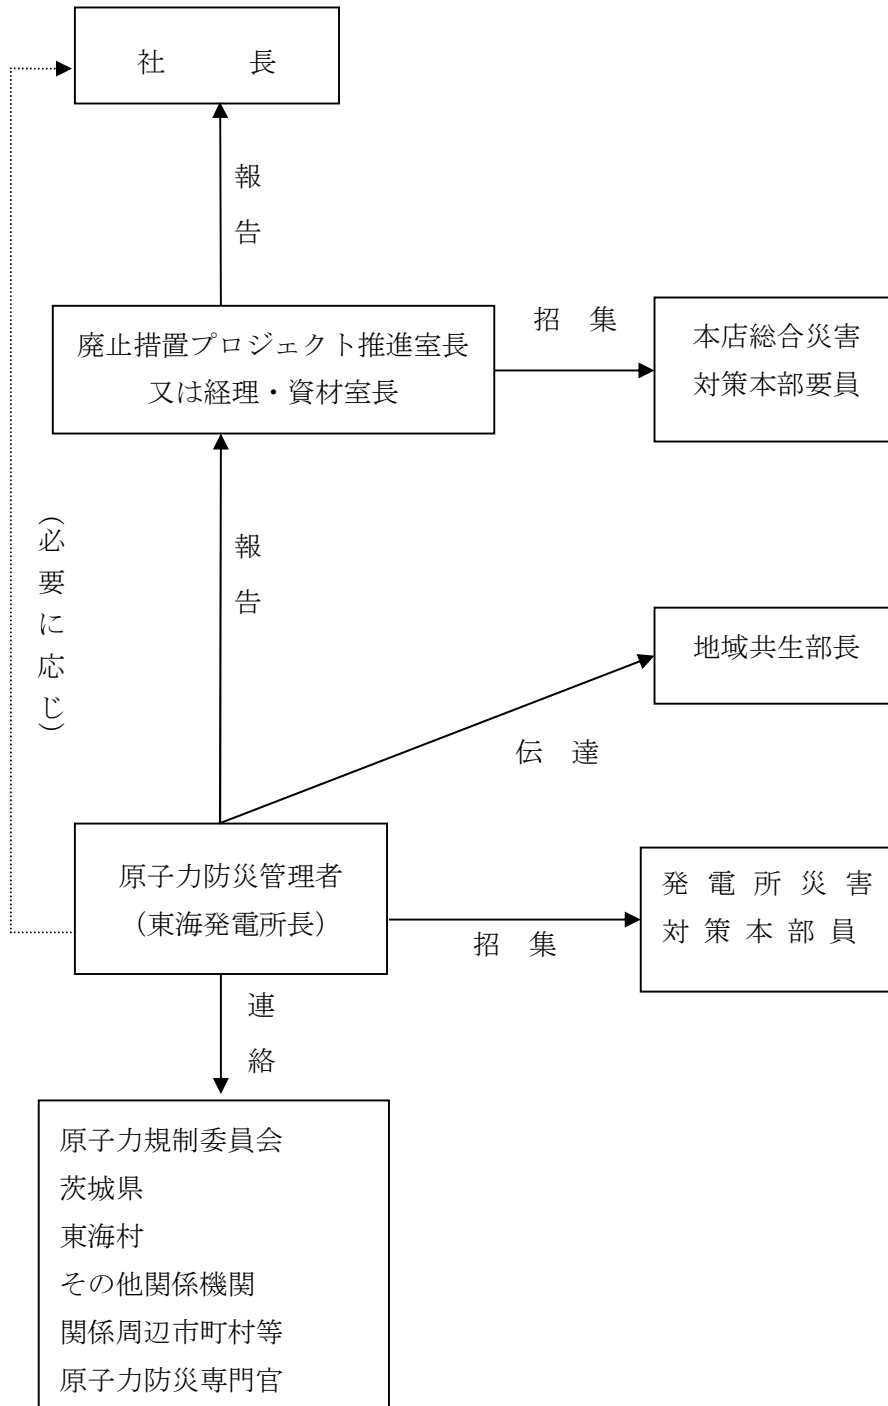 社　　　長
報告
廃止措置プロジェクト推進室長
又は経理・資材室長
招　集
本店総合災害
対策本部要員
（必要に応じ）
報告
地域共生部長
伝　達
原子力防災管理者
（東海発電所長）
招　集
発 電 所 災 害
対 策 本 部 員
連絡
原子力規制委員会
茨城県
東海村
その他関係機関
関係周辺市町村等
原子力防災専門官